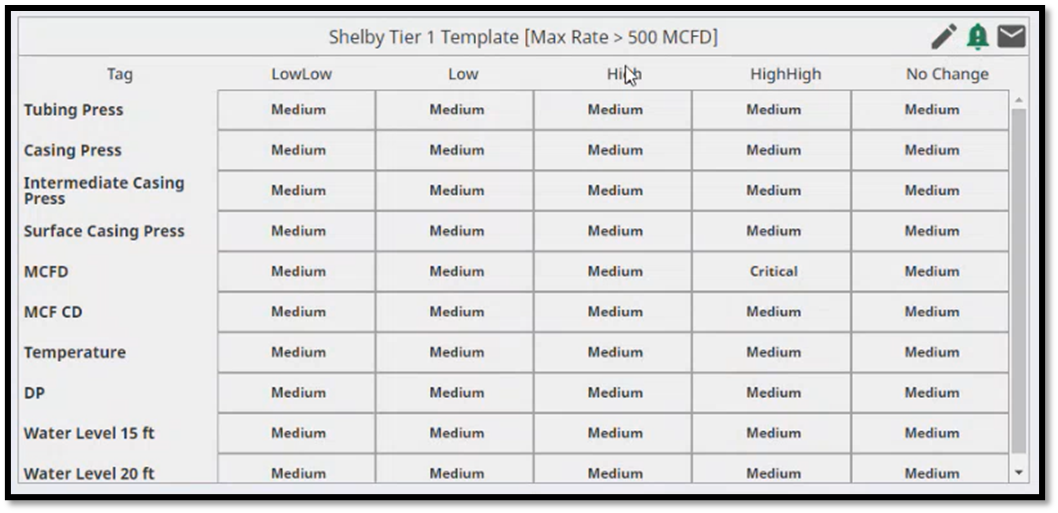 Shelby Tier 1 Template [Max Rate > 500 MCFD]
Tag LowLow Low High HighHigh No Change
Tubing Press Medium Medium Medium Medium Medium
Casing Press Medium Medium Medium Medium Medium
Intermediate Casing
Press Medium Medium Medium Medium Medium
Surface Casing Press Medium Medium Medium Medium Medium
MCFD Medium Medium Medium Critical Medium
MCF CD Medium Medium Medium Medium Medium
Temperature Medium Medium Medium Medium Medium
DP Medium Medium Medium Medium Medium
Water Level 15 ft Medium Medium Medium Medium Medium
Water Level 20 ft Medium Medium Medium Medium Medium